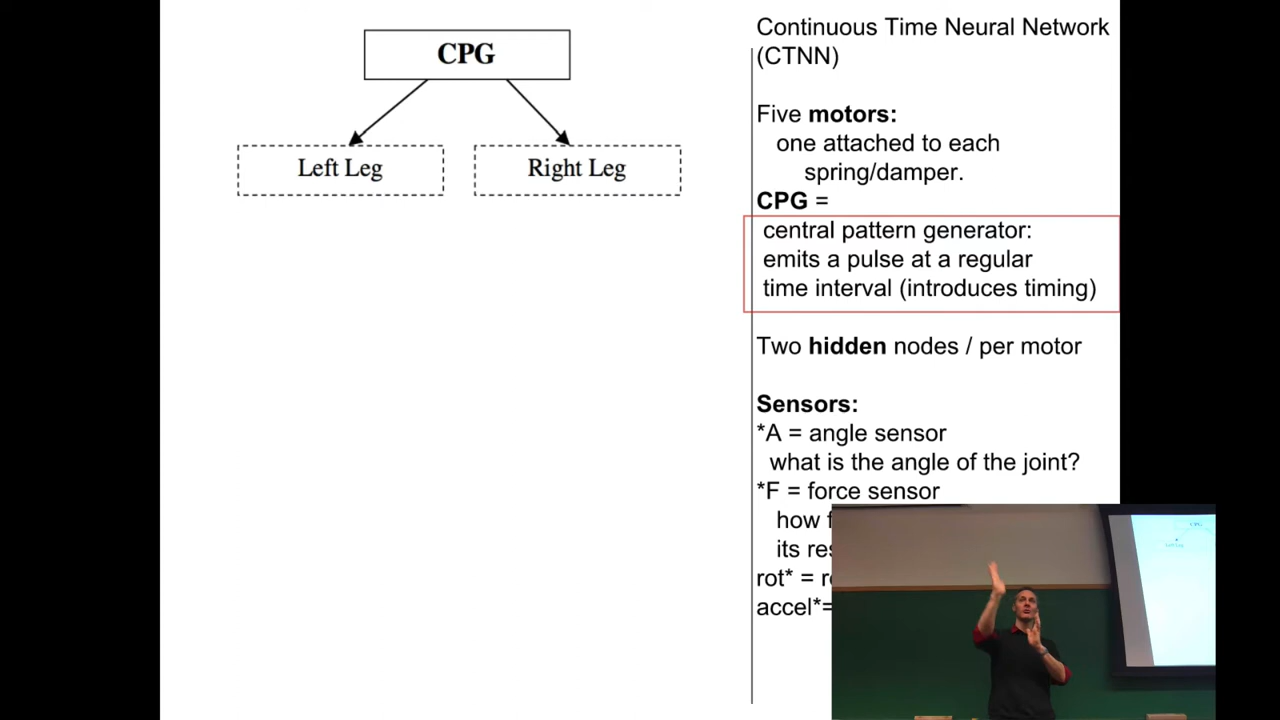 CPG
Left Leg
Right Leg
Continuous Time Neural Network
(CTNN)
Five motors:
one attached to each
spring/damper.
CPG =
central pattern generator:
emits a pulse at a regular
time interval (introduces timing)
Two hidden nodes / per motor
Sensors:
*A = angle sensor
what is the angle of the joint?
*F = force sensor
how
its
rot* =
accel*=